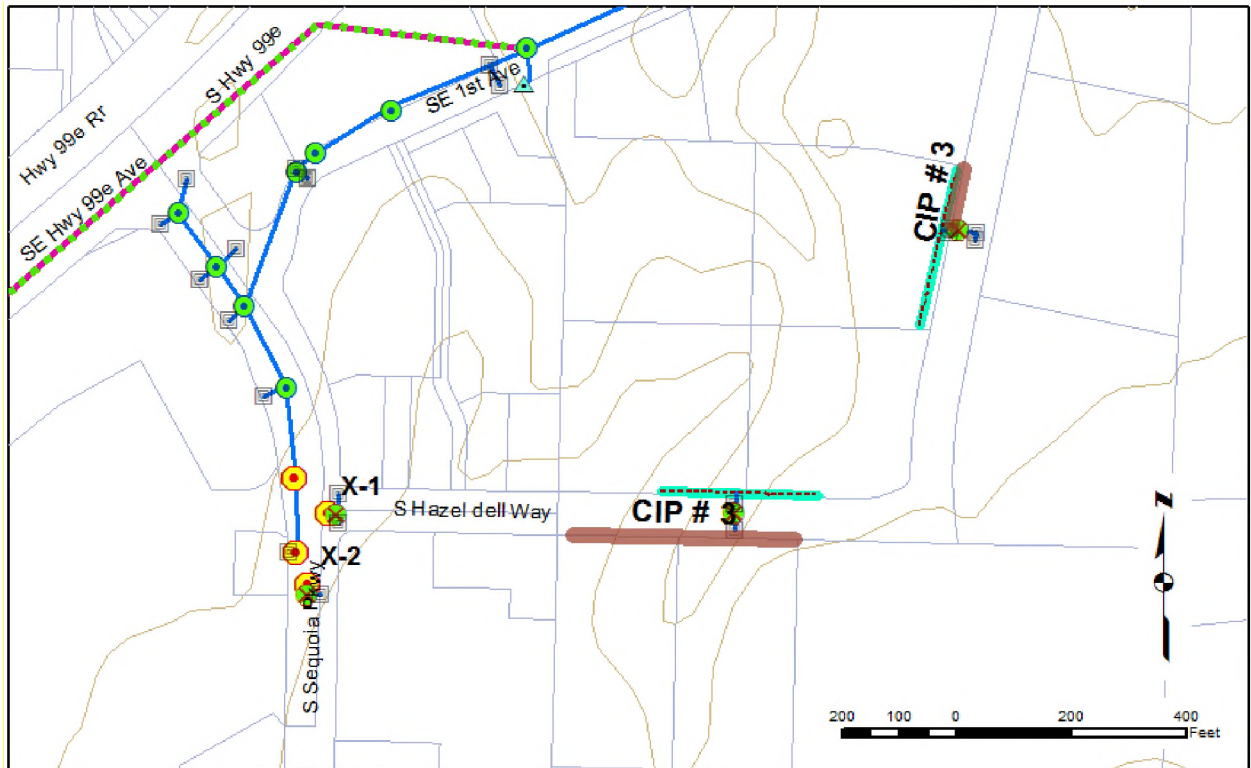 S Hwy 99e
Hwy 99e Rr
SE 1st Ave
SE Hwy 99e Ave
CIP # 3
X-1
S Hazel dell Way
CIP # 3
X-2
S Sequoia Pkwy
N
200 100 0 200 400
Feet